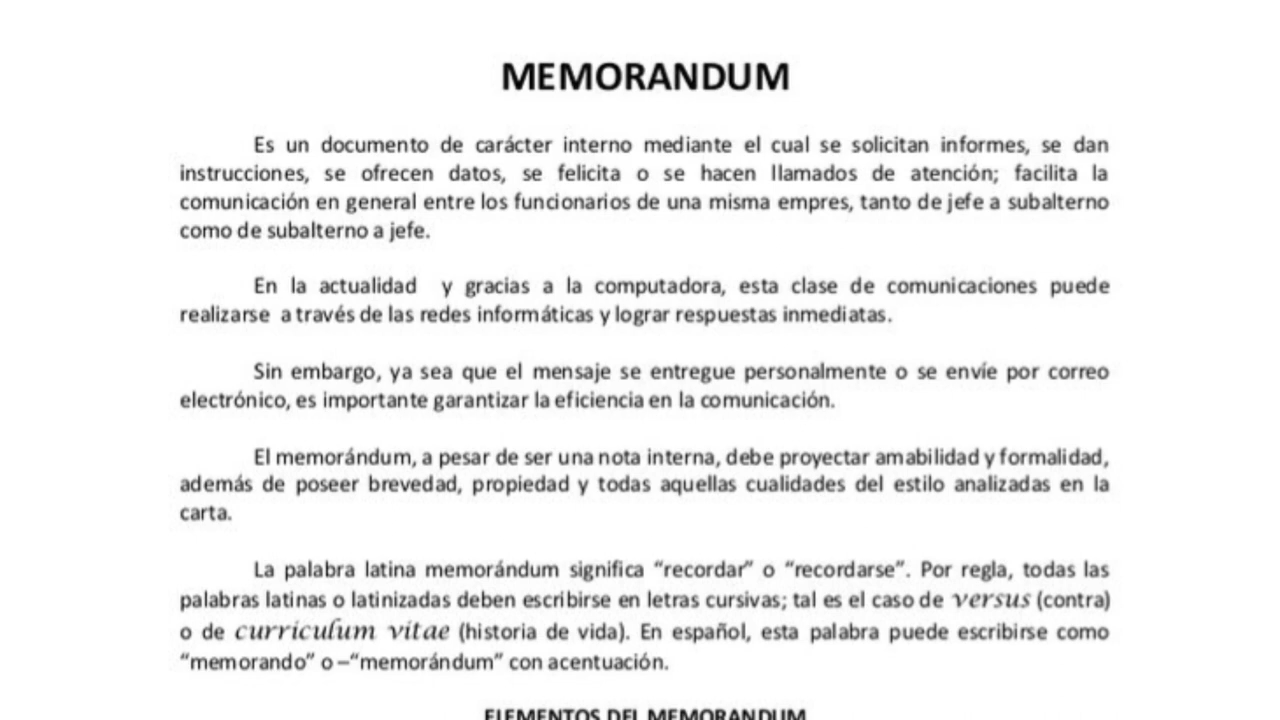 MEMORANDUM
Es un documento de carácter interno mediante el cual se solicitan informes, se dan
instrucciones, se ofrecen datos, se felicita o se hacen llamados de atención; facilita la
comunicación en general entre los funcionarios de una misma empres, tanto de jefe a subalterno
como de subalterno a jefe.
En la actualidad y gracias a la computadora, esta clase de comunicaciones puede
realizarse a través de las redes informáticas y lograr respuestas inmediatas.
Sin embargo, ya sea que el mensaje se entregue personalmente o se envíe por correo
electrónico, es importante garantizar la eficiencia en la comunicación.
El memorándum, a pesar de ser una nota interna, debe proyectar amabilidad y formalidad,
además de poseer brevedad, propiedad y todas aquellas cualidades del estilo analizadas en la
carta.
La palabra latina memorándum significa “recordar” o “recordarse”. Por regla, todas las
palabras latinas o latinizadas deben escribirse en letras cursivas; tal es el caso de versus (contra)
o de curriculum vitae (historia de vida). En español, esta palabra puede escribirse como
“memorando” o –“memorándum” con acentuación.
ELEMENTOS DEL MEMORANDUM